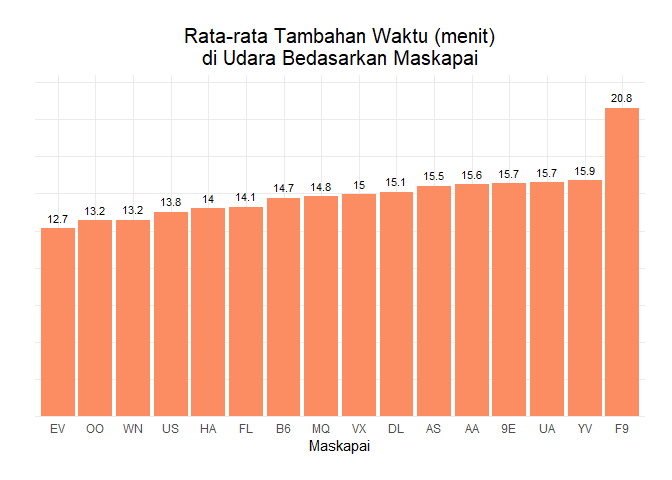 Rata-rata Tambahan Waktu (menit)
di Udara Bedasarkan Maskapai
12.7 13.2 13.2 13.8 14 14.1 14.7 14.8 15 15.1 15.5 15.6 15.7 15.7 15.9 20.8
EV OO WN US HA FL B6 MQ VX DL AS AA 9E UA YV F9
Maskapai